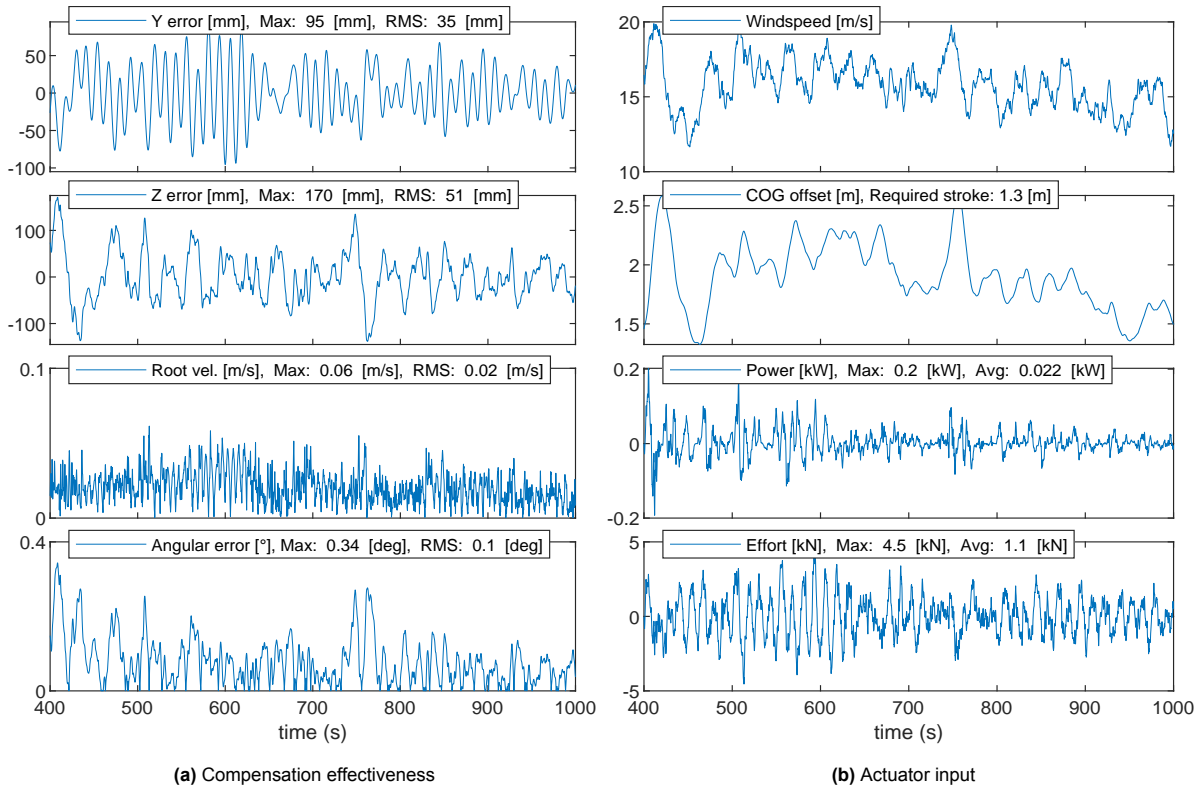 Y error [mm], Max: 95 [mm], RMS: 35 [mm]
50
0
-50
-100
Z error [mm], Max: 170 [mm], RMS: 51 [mm]
100
0
-100
0.1
Root vel. [m/s], Max: 0.06 [m/s], RMS: 0.02 [m/s]
0
0.4
Angular error [°], Max: 0.34 [deg], RMS: 0.1 [deg]
0.2
0
400 500 600 700 800 900 1000
time (s)
(a) Compensation effectiveness
20
Windspeed [m/s]
15
10
2.5
COG offset [m], Required stroke: 1.3 [m]
2
1.5
0.2
Power [kW], Max: 0.2 [kW], Avg: 0.022 [kW]
0
-0.2
5
Effort [kN], Max: 4.5 [kN], Avg: 1.1 [kN]
0
-5
400 500 600 700 800 900 1000
time (s)
(b) Actuator input